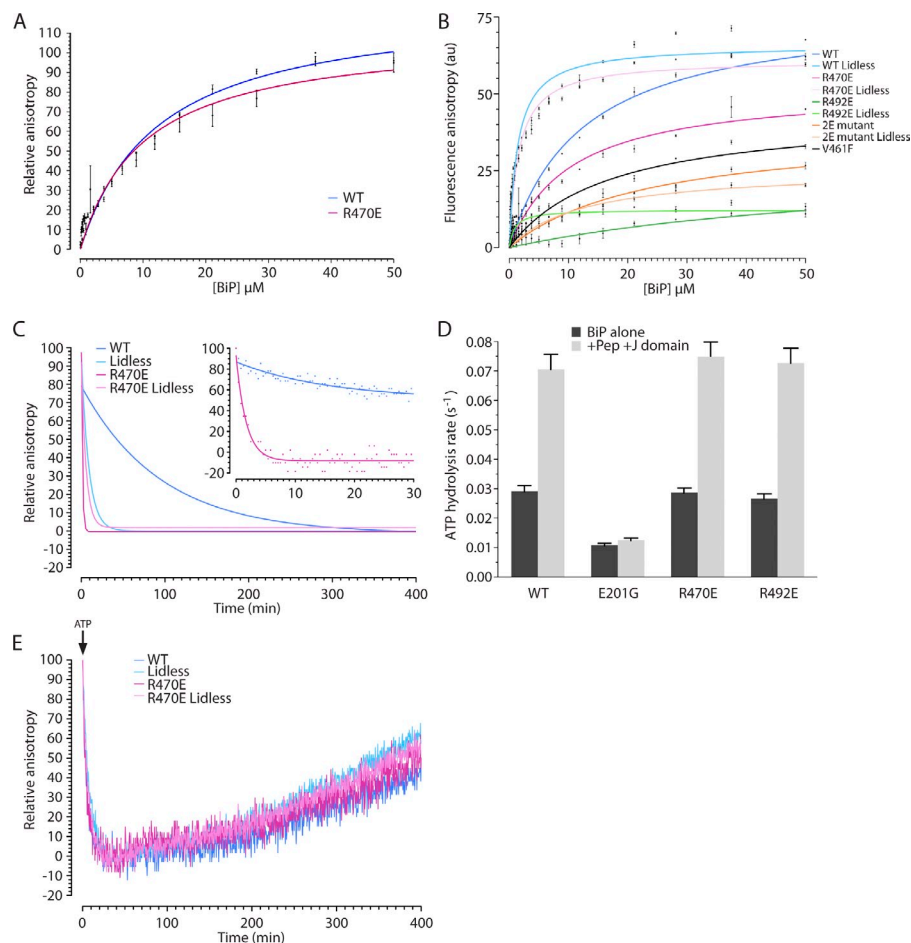 A
110
100
90
80
70
60
50
40
30
20
10
0
Relative anisotropy
WT
R470E
0 10 20 30 40 50
[BiP] µM
B
75
50
25
0
Fluorescence anisotropy (au)
WT
WT Lidless
R470E
R470E Lidless
R492E
R492E Lidless
2E mutant
2E mutant Lidless
V461F
0 10 20 30 40 50
[BiP] µM
C
100
90
80
70
60
50
40
30
20
10
0
-10
-20
Relative anisotropy
WT
Lidless
R470E
R470E Lidless
100
80
60
40
20
0
-20
0 10 20 30
0 100 200 300 400
Time (min)
D
BiP alone
+Pep +J domain
0.08
0.07
0.06
0.05
0.04
0.03
0.02
0.01
0.00
ATP hydrolysis rate (s⁻¹)
WT E201G R470E R492E
E
ATP
100
90
80
70
60
50
40
30
20
10
0
-10
-20
Relative anisotropy
WT
Lidless
R470E
R470E Lidless
0 100 200 300 400
Time (min)